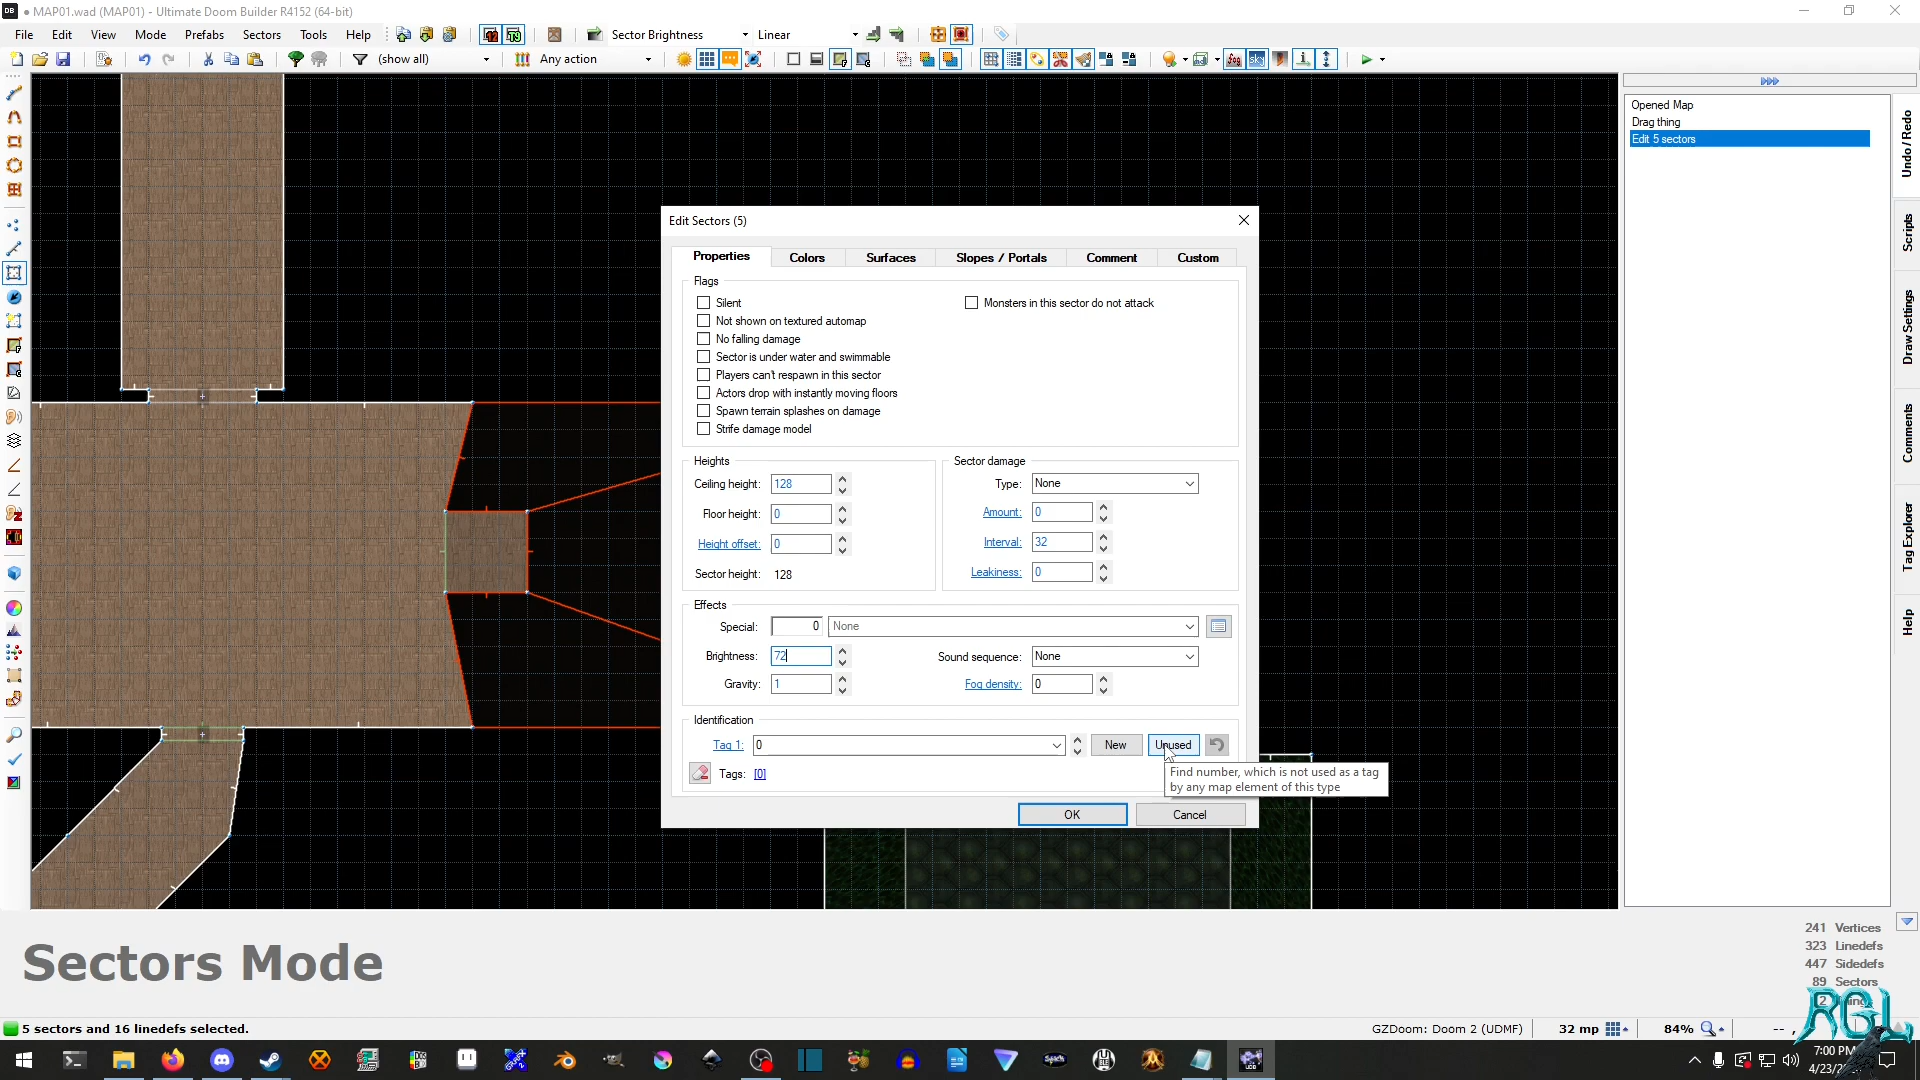 DB • MAP01.wad (MAP01) - Ultimate Doom Builder R4152 (64-bit)
File Edit View Mode Prefabs Sectors Tools Help Sector Brightness Linear
(show all) Any action
Opened Map
Drag thing
Edit 5 sectors
Undo / Redo
Scripts
Draw Settings
Comments
Tag Explorer
Help
Edit Sectors (5)
Properties Colors Surfaces Slopes / Portals Comment Custom
Flags
Silent Monsters in this sector do not attack
Not shown on textured automap
No falling damage
Sector is under water and swimmable
Players can't respawn in this sector
Actors drop with instantly moving floors
Spawn terrain splashes on damage
Strife damage model
Heights Sector damage
Ceiling height: 128 Type: None
Floor height: 0 Amount: 0
Height offset: 0 Interval: 32
Sector height: 128 Leakiness: 0
Effects
Special: 0 None
Brightness: 72 Sound sequence: None
Gravity: 1 Fog density: 0
Identification
Tag 1: 0 New Unused
Tags: [0]
Find number, which is not used as a tag
by any map element of this type
OK Cancel
Sectors Mode
241 Vertices
323 Linedefs
447 Sidedefs
89 Sectors
RGL
5 sectors and 16 linedefs selected.
GZDoom: Doom 2 (UDMF) 32 mp 84% --,
7:00 PM